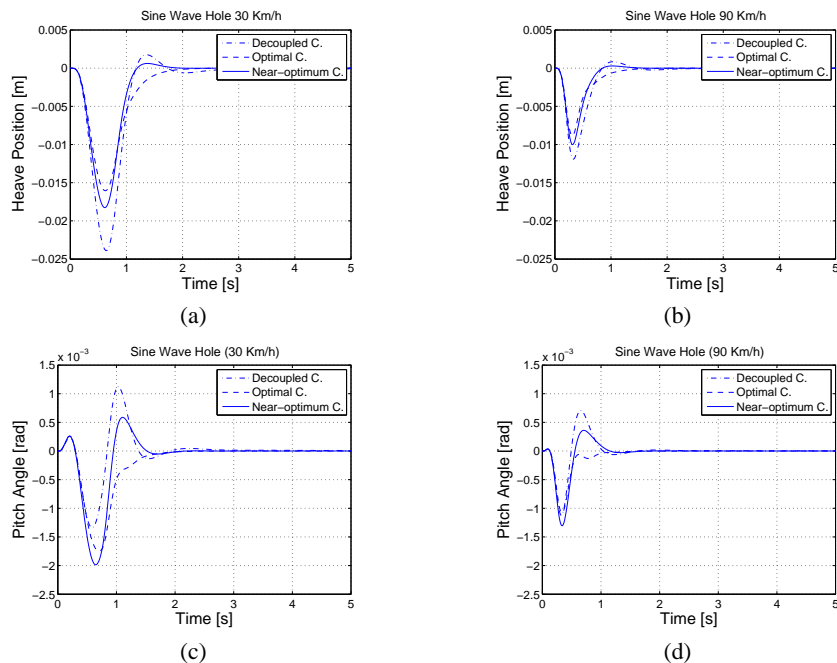 Sine Wave Hole 30 Km/h
0.005
0
−0.005
−0.01
−0.015
−0.02
−0.025
Heave Position [m]
Decoupled C.
Optimal C.
Near−optimum C.
0 1 2 3 4 5
Time [s]
(a)
Sine Wave Hole 90 Km/h
0.005
0
−0.005
−0.01
−0.015
−0.02
−0.025
Heave Position [m]
Decoupled C.
Optimal C.
Near−optimum C.
0 1 2 3 4 5
Time [s]
(b)
Sine Wave Hole (30 Km/h)
x 10⁻³
1.5
1
0.5
0
−0.5
−1
−1.5
−2
−2.5
Pitch Angle [rad]
Decoupled C.
Optimal C.
Near−optimum C.
0 1 2 3 4 5
Time [s]
(c)
Sine Wave Hole (90 Km/h)
x 10⁻³
1.5
1
0.5
0
−0.5
−1
−1.5
−2
−2.5
Pitch Angle [rad]
Decoupled C.
Optimal C.
Near−optimum C.
0 1 2 3 4 5
Time [s]
(d)